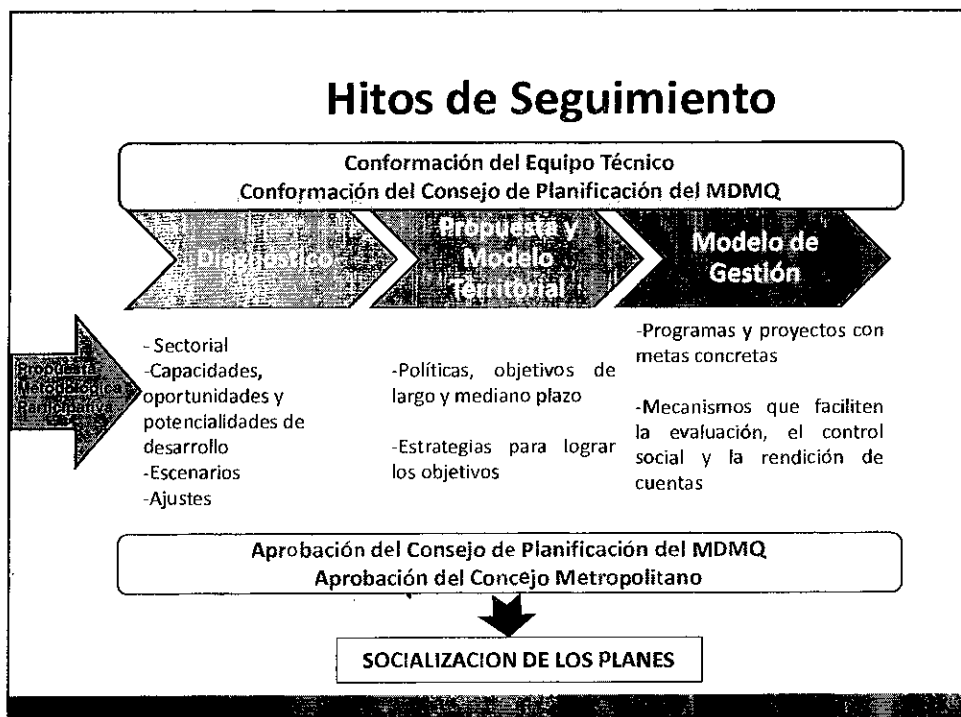 Hitos de Seguimiento
Conformación del Equipo Técnico
Conformación del Consejo de Planificación del MDMQ
Diagnóstico
Propuesta y
Modelo
Territorial
Modelo de
Gestión
Propuesta
Metodológica
Participativa
- Sectorial
-Capacidades,
oportunidades y
potencialidades de
desarrollo
-Escenarios
-Ajustes
-Políticas, objetivos de
largo y mediano plazo
-Estrategias para lograr
los objetivos
-Programas y proyectos con
metas concretas
-Mecanismos que faciliten
la evaluación, el control
social y la rendición de
cuentas
Aprobación del Consejo de Planificación del MDMQ
Aprobación del Concejo Metropolitano
SOCIALIZACION DE LOS PLANES